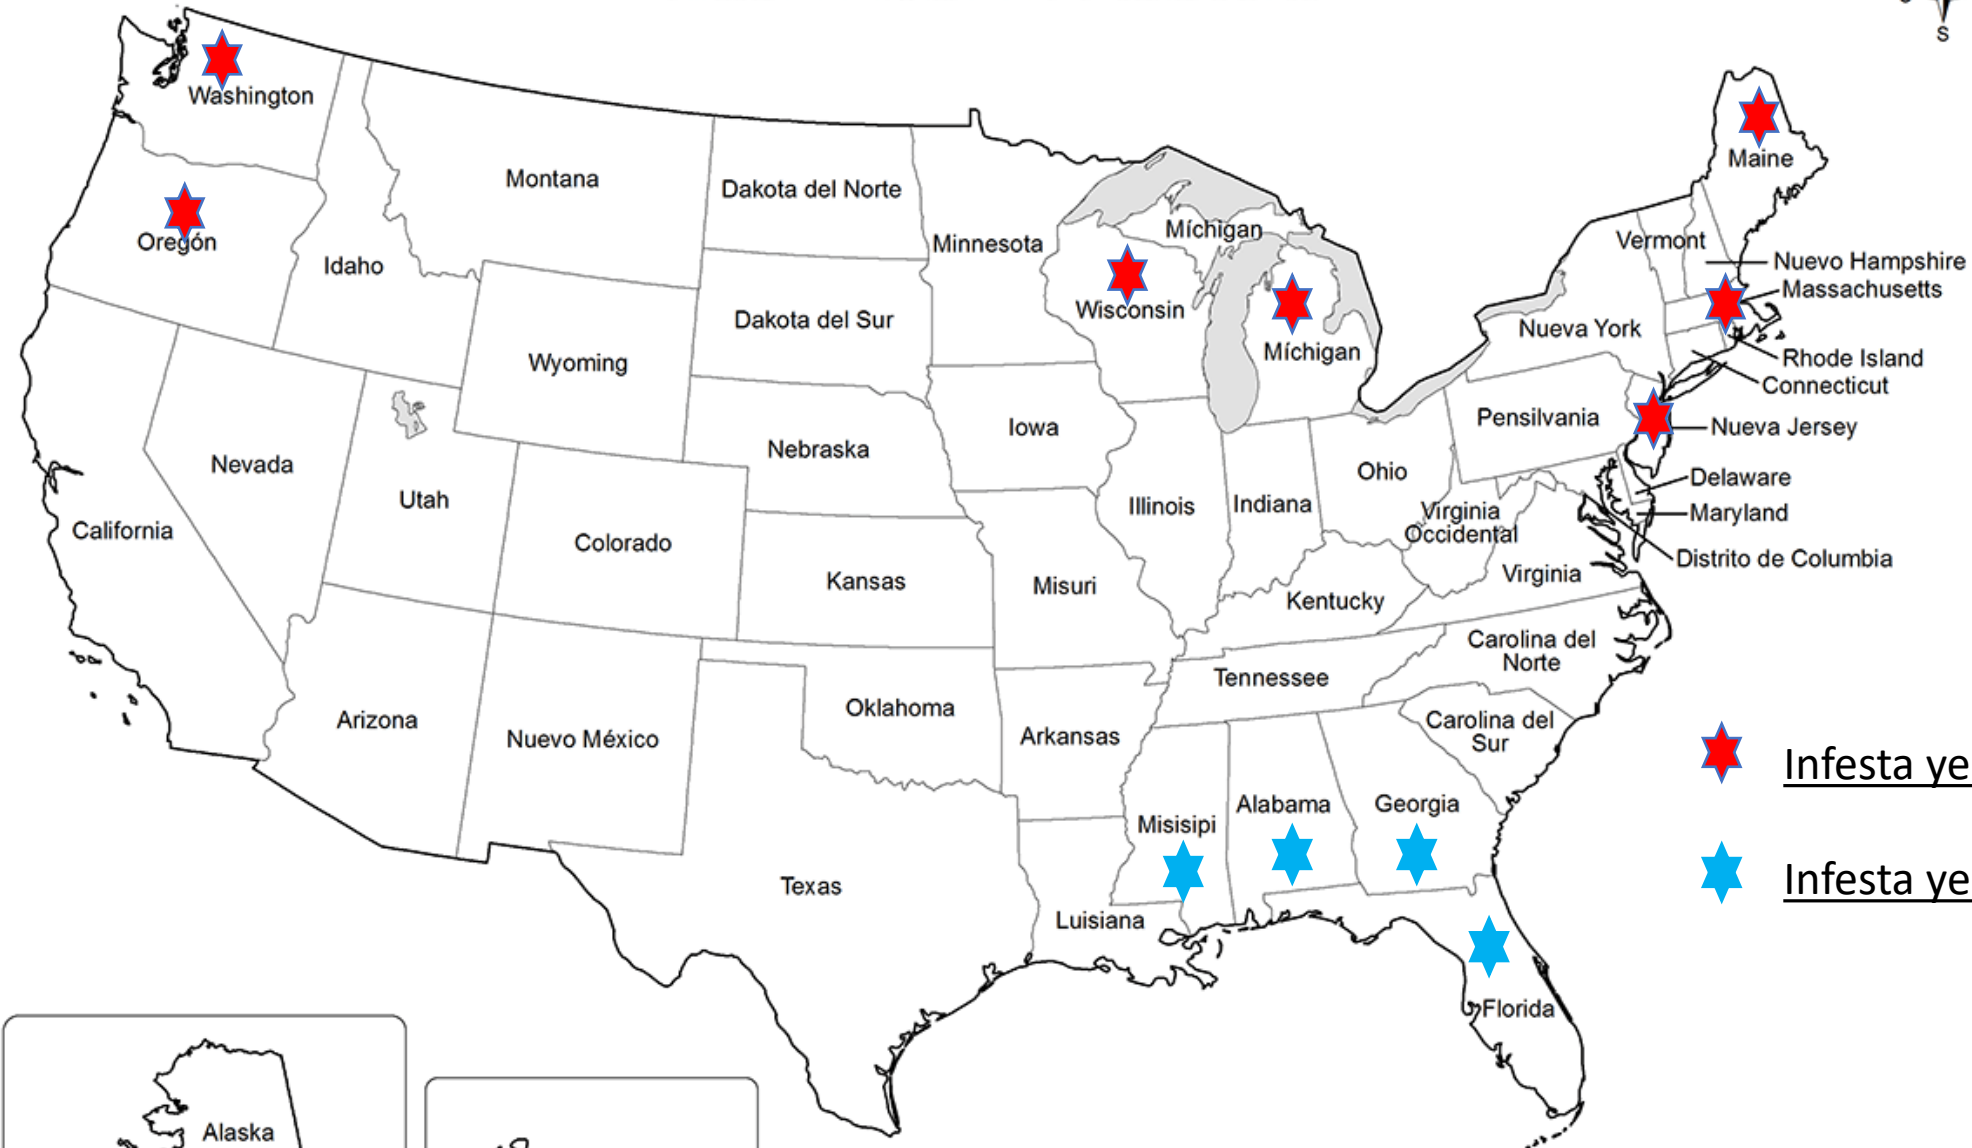 S
Washington
Maine
Montana
Dakota del Norte
Oregón
Idaho
Minnesota
Míchigan
Vermont
Nuevo Hampshire
Massachusetts
Wisconsin
Dakota del Sur
Nueva York
Wyoming
Míchigan
Rhode Island
Connecticut
Iowa
Pensilvania
Nueva Jersey
Nebraska
Nevada
Ohio
Delaware
Utah
Illinois
Indiana
Virginia
Occidental
Maryland
California
Colorado
Distrito de Columbia
Kansas
Misuri
Virginia
Kentucky
Carolina del
Norte
Tennessee
Arizona
Nuevo México
Oklahoma
Arkansas
Carolina del
Sur
Infesta ye
Misisipi
Alabama
Georgia
Texas
Infesta ye
Luisiana
Florida
Alaska